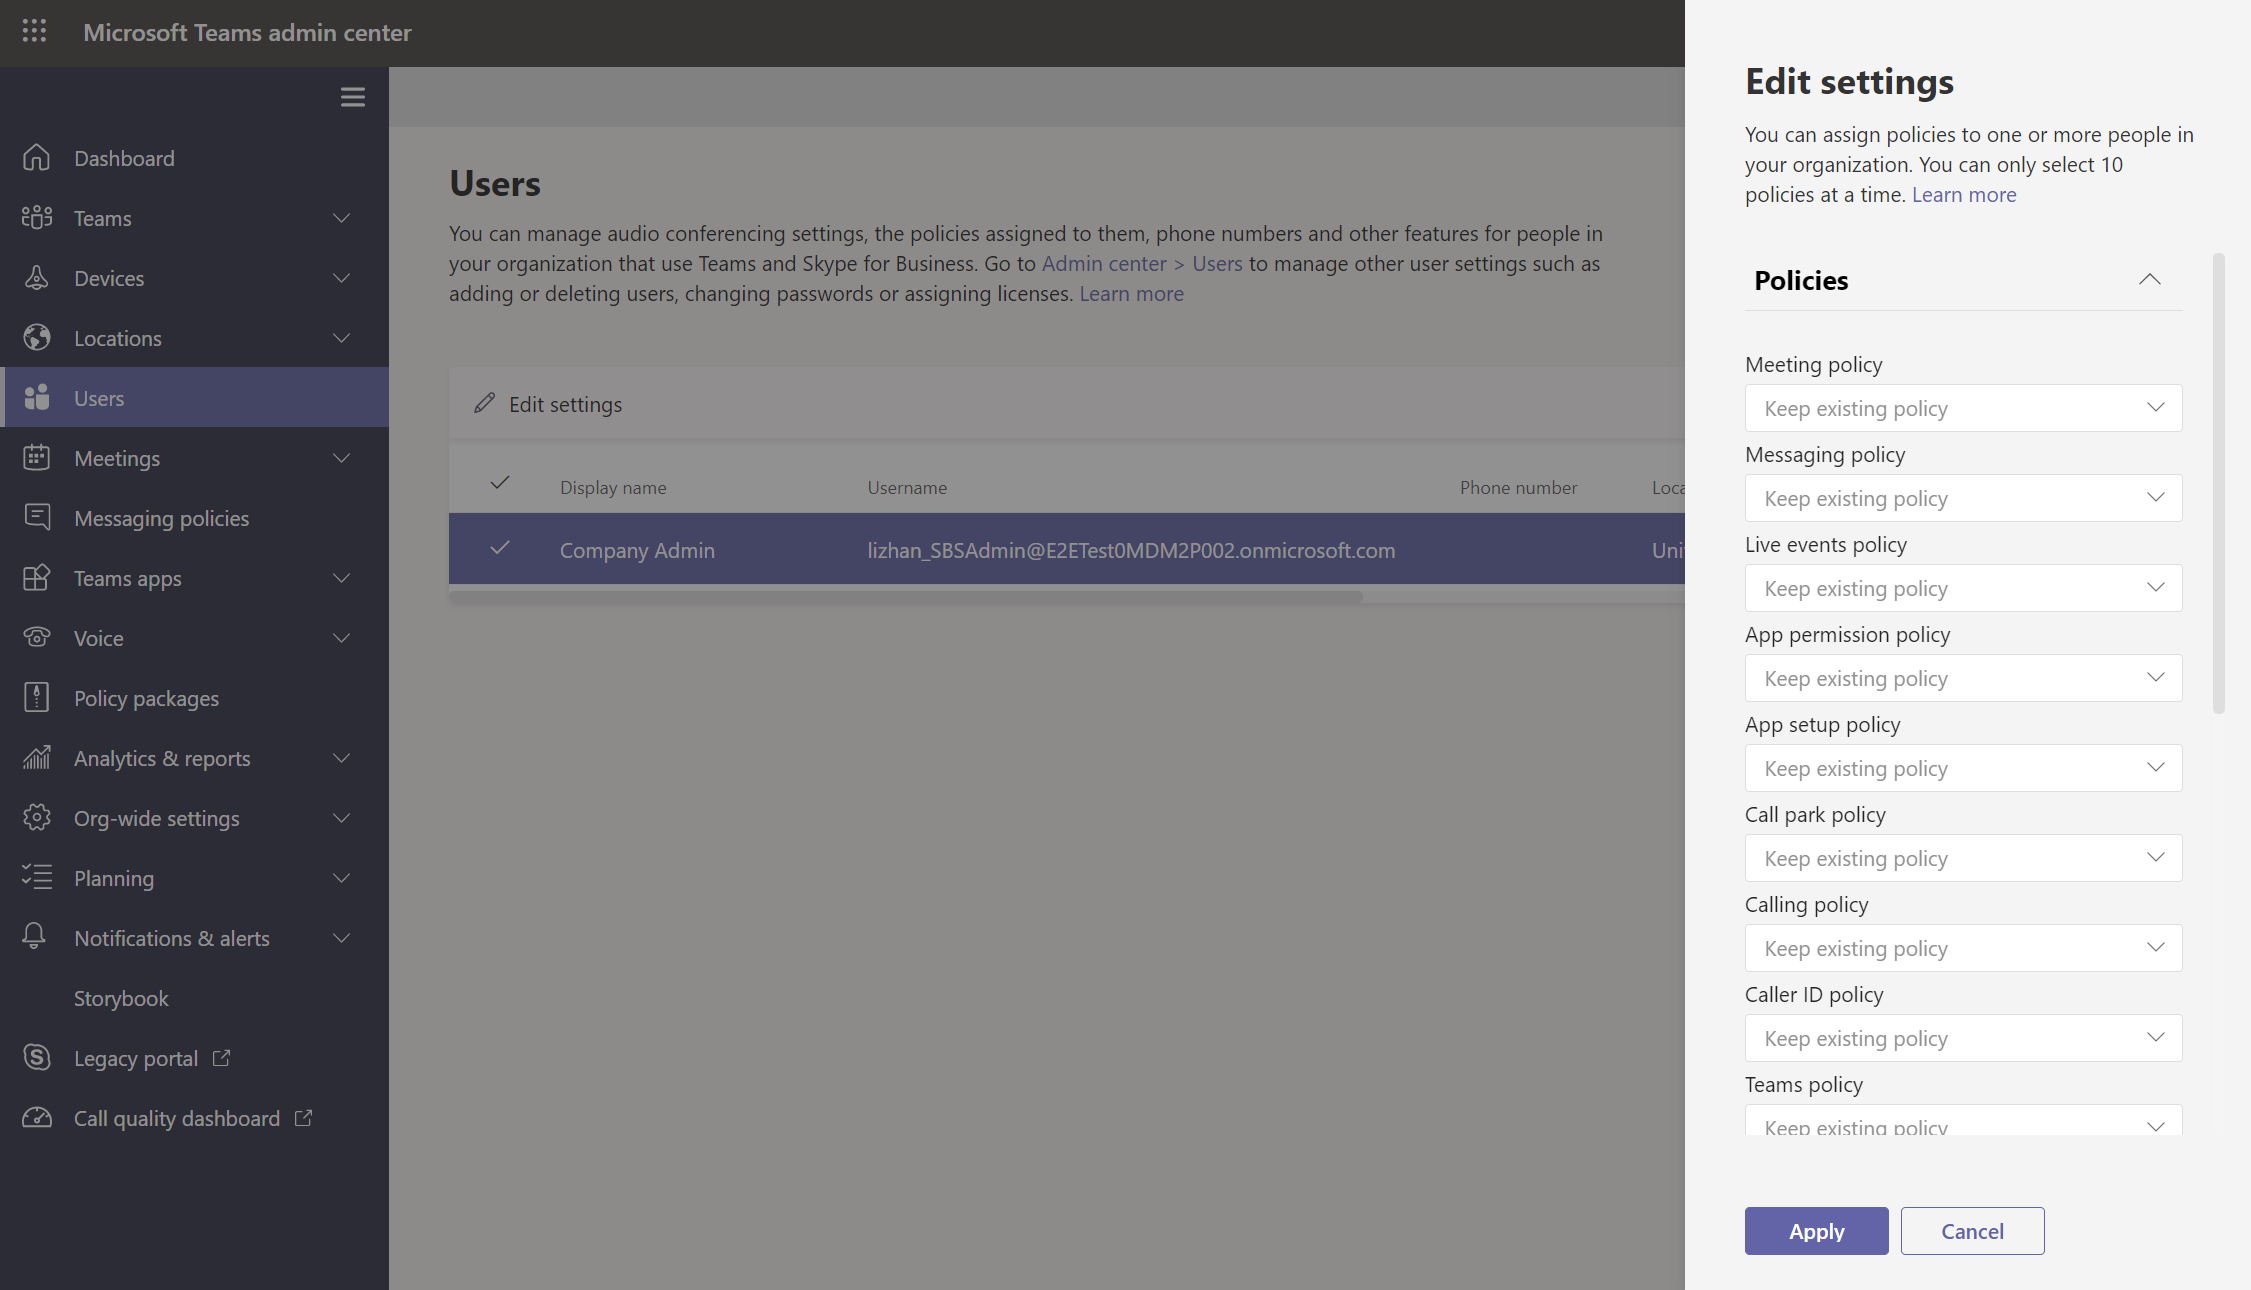 Microsoft Teams admin center
Dashboard
Teams
Devices
Locations
Users
Meetings
Messaging policies
Teams apps
Voice
Policy packages
Analytics & reports
Org-wide settings
Planning
Notifications & alerts
Storybook
Legacy portal
Call quality dashboard
Users
You can manage audio conferencing settings, the policies assigned to them, phone numbers and other features for people in
your organization that use Teams and Skype for Business. Go to Admin center > Users to manage other user settings such as
adding or deleting users, changing passwords or assigning licenses. Learn more
Edit settings
Display name Username Phone number Loca
Company Admin lizhan_SBSAdmin@E2ETest0MDM2P002.onmicrosoft.com Uni
Edit settings
You can assign policies to one or more people in
your organization. You can only select 10
policies at a time. Learn more
Policies
Meeting policy
Keep existing policy
Messaging policy
Keep existing policy
Live events policy
Keep existing policy
App permission policy
Keep existing policy
App setup policy
Keep existing policy
Call park policy
Keep existing policy
Calling policy
Keep existing policy
Caller ID policy
Keep existing policy
Teams policy
Keep existing policy
Apply Cancel